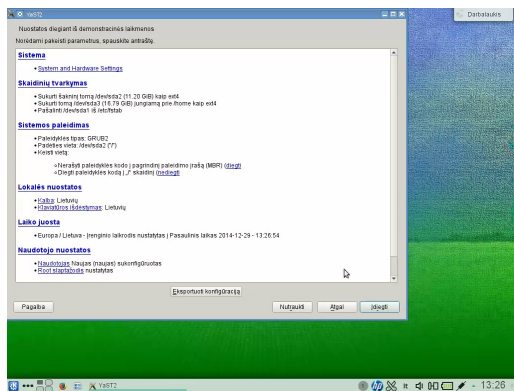 YaST2
Darbalaukis
Nuostatos diegiant iš demonstracinės laikmenos
Norėdami pakeisti parametrus, spauskite antraštę.
Sistema
System and Hardware Settings
Skaidinių tvarkymas
Sukurti šakninį tomą /dev/sda2 (11.20 GiB) kaip ext4
Sukurti tomą /dev/sda3 (16.79 GiB) jungiamą prie /home kaip ext4
Pašalinti /dev/sda1 iš /etc/fstab
Sistemos paleidimas
Paleidyklės tipas: GRUB2
Padėties vieta: /dev/sda2 ("/")
Keisti vietą:
Nerašyti paleidyklės kodo į pagrindinį paleidimo įrašą (MBR) (diegti)
Diegti paleidyklės kodą į „/“ skaidinį (nediegti)
Lokalės nuostatos
Kalba: Lietuvių
Klaviatūros išdėstymas: Lietuvių
Laiko juosta
Europa / Lietuva - Įrenginio laikrodis nustatytas į Pasaulinis laikas 2014-12-29 - 13:26:54
Naudotojo nuostatos
Naudotojas Naujas (naujas) sukonfigūruotas
Root slaptažodis nustatytas
Eksportuoti konfigūraciją
Pagalba
Nutraukti
Atgal
Įdiegti
YaST2
lt
13:26